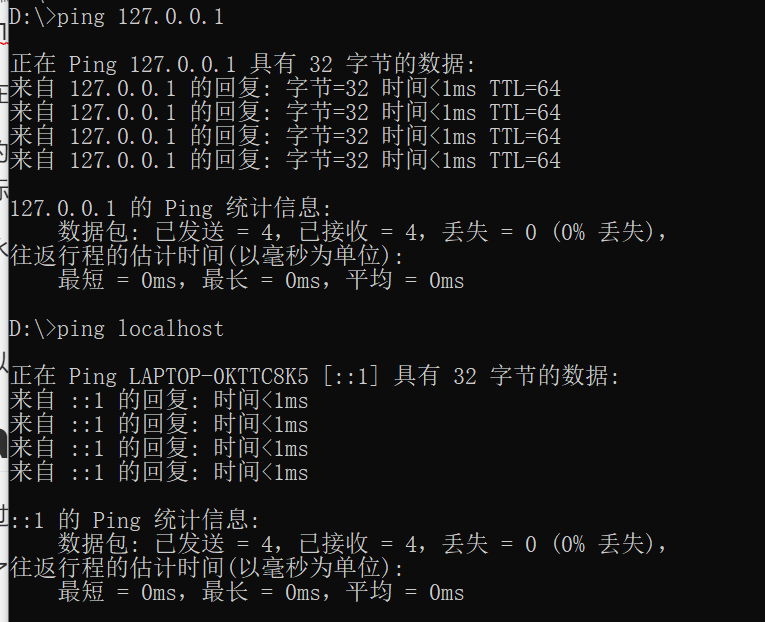 D:\>ping 127.0.0.1
正在 Ping 127.0.0.1 具有 32 字节的数据:
来自 127.0.0.1 的回复: 字节=32 时间<1ms TTL=64
来自 127.0.0.1 的回复: 字节=32 时间<1ms TTL=64
来自 127.0.0.1 的回复: 字节=32 时间<1ms TTL=64
来自 127.0.0.1 的回复: 字节=32 时间<1ms TTL=64
127.0.0.1 的 Ping 统计信息:
数据包: 已发送 = 4，已接收 = 4，丢失 = 0 (0% 丢失)，
往返行程的估计时间(以毫秒为单位):
最短 = 0ms，最长 = 0ms，平均 = 0ms
D:\>ping localhost
正在 Ping LAPTOP-0KTTC8K5 [::1] 具有 32 字节的数据:
来自 ::1 的回复: 时间<1ms
来自 ::1 的回复: 时间<1ms
来自 ::1 的回复: 时间<1ms
来自 ::1 的回复: 时间<1ms
::1 的 Ping 统计信息:
数据包: 已发送 = 4，已接收 = 4，丢失 = 0 (0% 丢失)，
往返行程的估计时间(以毫秒为单位):
最短 = 0ms，最长 = 0ms，平均 = 0ms